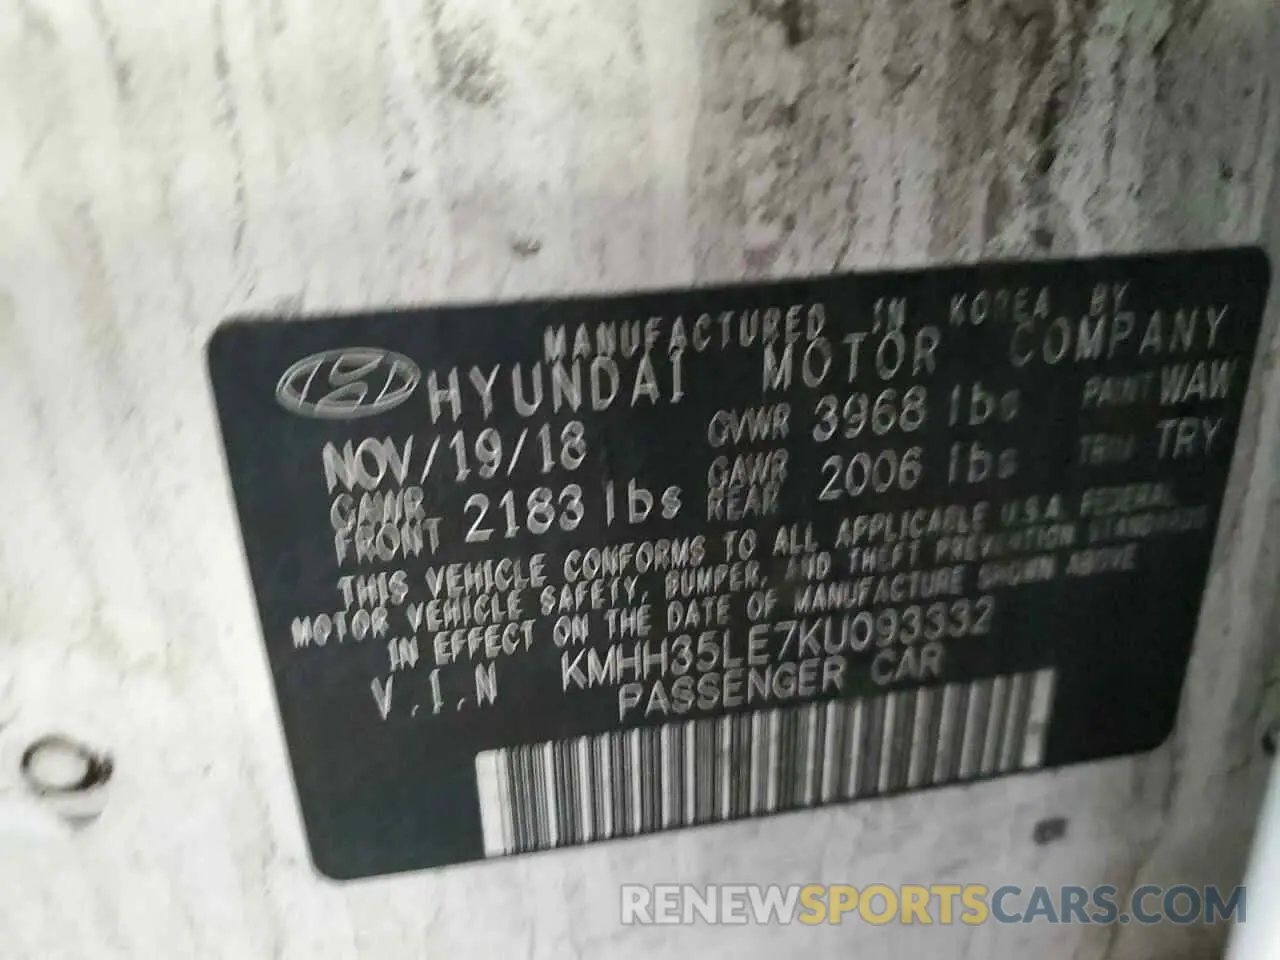 MANUFACTURED IN KOREA BY
HYUNDAI MOTOR COMPANY
NOV/19/18 GVWR 3968 lbs PAINT WAW
GAWR FRONT 2183 lbs GAWR REAR 2006 lbs TRIM TRY
THIS VEHICLE CONFORMS TO ALL APPLICABLE U.S.A. FEDERAL
MOTOR VEHICLE SAFETY, BUMPER, AND THEFT PREVENTION STANDARDS
IN EFFECT ON THE DATE OF MANUFACTURE SHOWN ABOVE
V.I.N KMHH35LE7KU093332
PASSENGER CAR
RENEWSPORTSCARS.COM